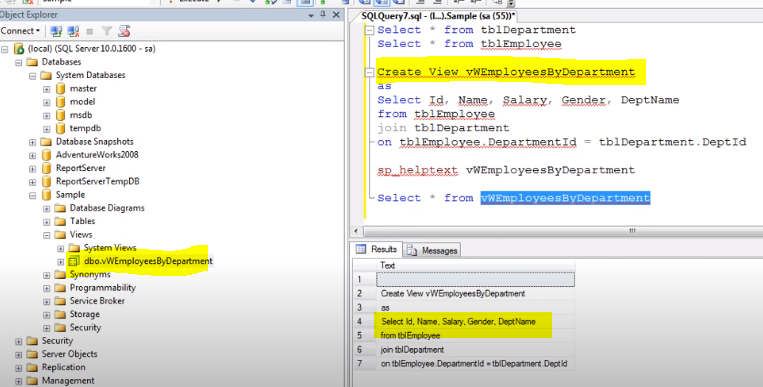 Sample
Execute
Object Explorer
Connect
(local) (SQL Server 10.0.1600 - sa)
Databases
System Databases
master
model
msdb
tempdb
Database Snapshots
AdventureWorks2008
ReportServer
ReportServerTempDB
Sample
Database Diagrams
Tables
Views
System Views
dbo.vWEmployeesByDepartment
Synonyms
Programmability
Service Broker
Storage
Security
Security
Server Objects
Replication
Management
SQLQuery7.sql - (l...).Sample (sa (55))*
Select * from tblDepartment
Select * from tblEmployee
Create View vWEmployeesByDepartment
as
Select Id, Name, Salary, Gender, DeptName
from tblEmployee
join tblDepartment
on tblEmployee.DepartmentId = tblDepartment.DeptId
sp_helptext vWEmployeesByDepartment
Select * from vWEmployeesByDepartment
Results Messages
Text
1
2 Create View vWEmployeesByDepartment
3 as
4 Select Id, Name, Salary, Gender, DeptName
5 from tblEmployee
6 join tblDepartment
7 on tblEmployee.DepartmentId = tblDepartment.DeptId